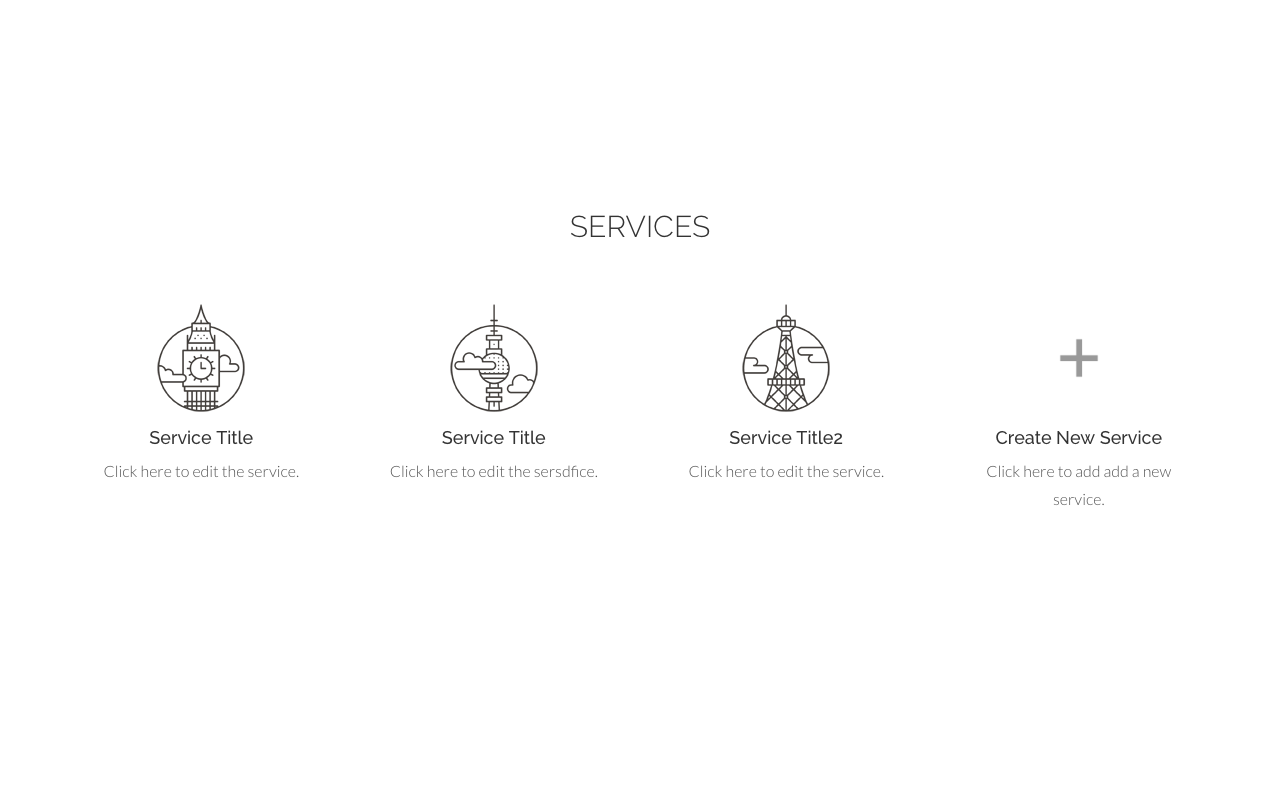 SERVICES
Service Title
Click here to edit the service.
Service Title
Click here to edit the sersdfice.
Service Title2
Click here to edit the service.
Create New Service
Click here to add add a new
service.